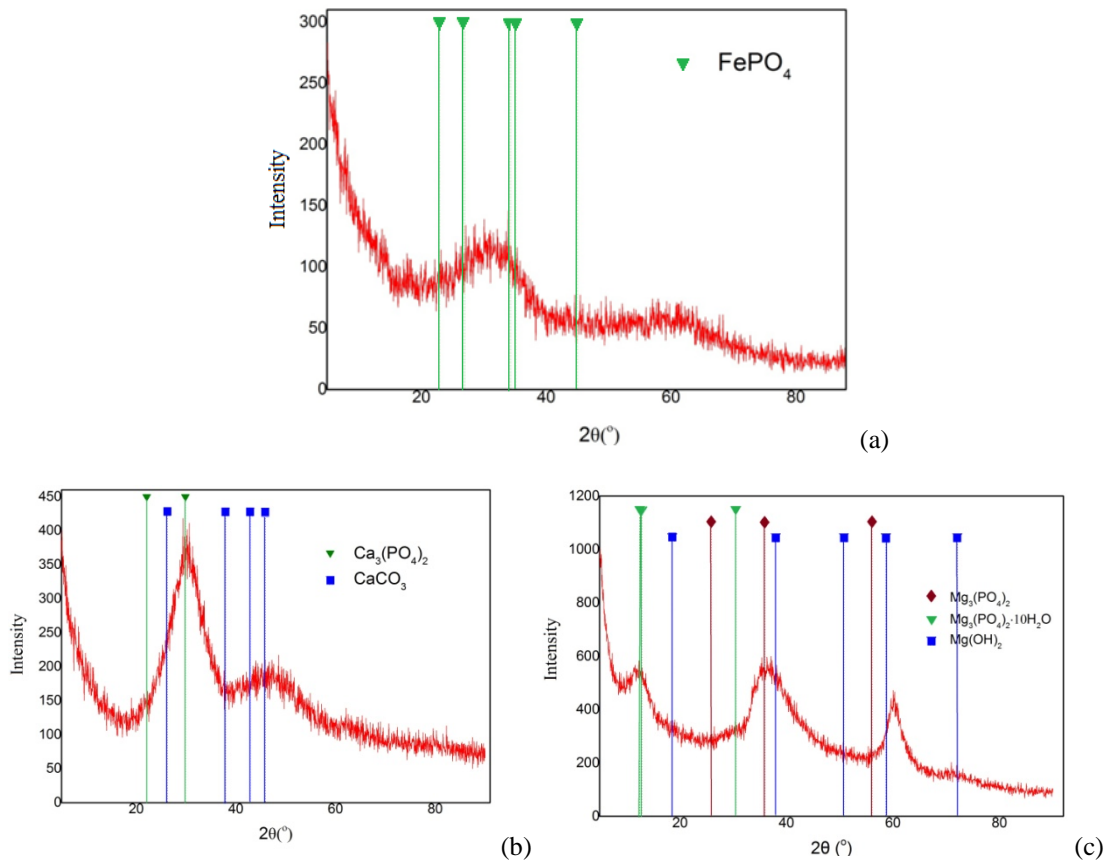 300
250
200
150
100
50
0
Intensity
FePO₄
20 40 60 80
2θ(°)
(a)
450
400
350
300
250
200
150
100
50
0
Intensity
Ca₃(PO₄)₂
CaCO₃
20 40 60 80
2θ(°)
(b)
1200
1000
800
600
400
200
0
Intensity
Mg₃(PO₄)₂
Mg₃(PO₄)₂·10H₂O
Mg(OH)₂
20 40 60 80
2θ (°)
(c)